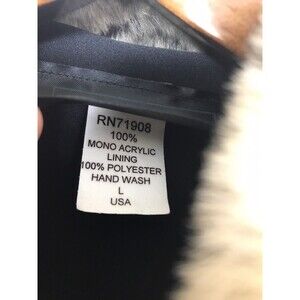 RN71908
100%
MONO ACRYLIC
LINING
100% POLYESTER
HAND WASH
L
USA